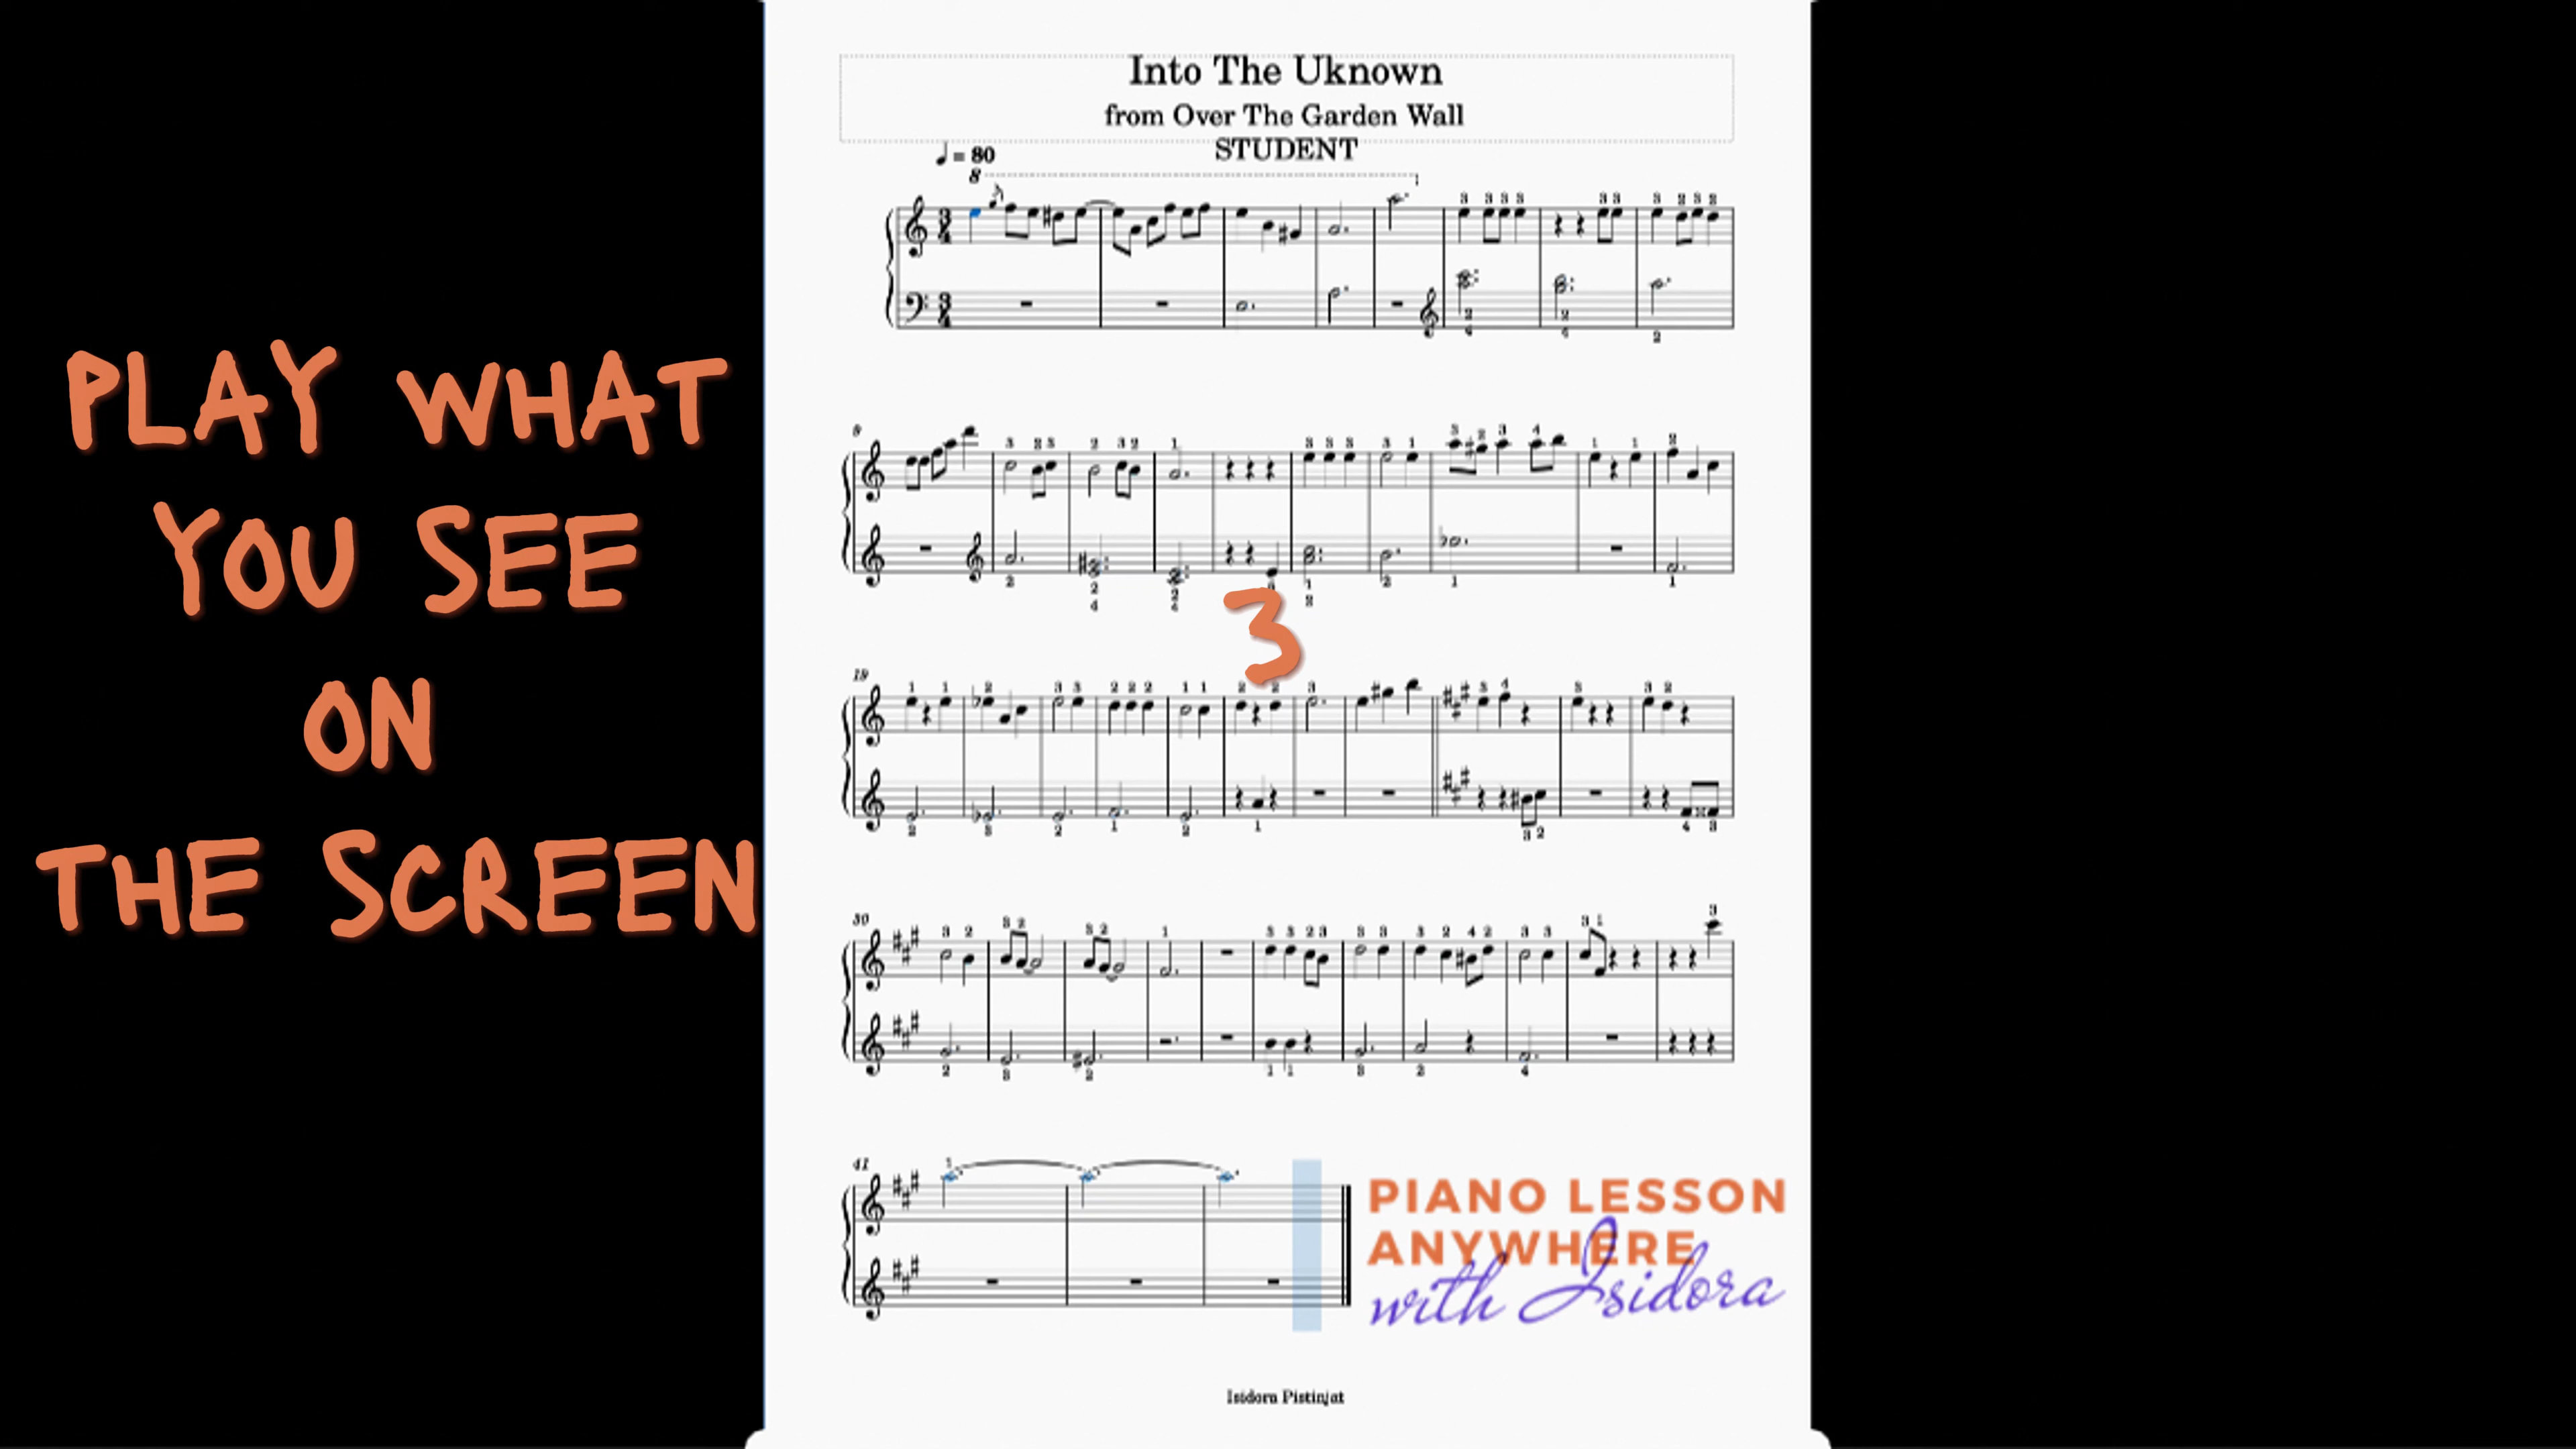 PLAY WHAT
YOU SEE
ON
THE SCREEN
Into The Uknown
from Over The Garden Wall
STUDENT
= 80
8
3
PIANO LESSON
ANYWHERE
with Isidora
Isidora Pistinjat